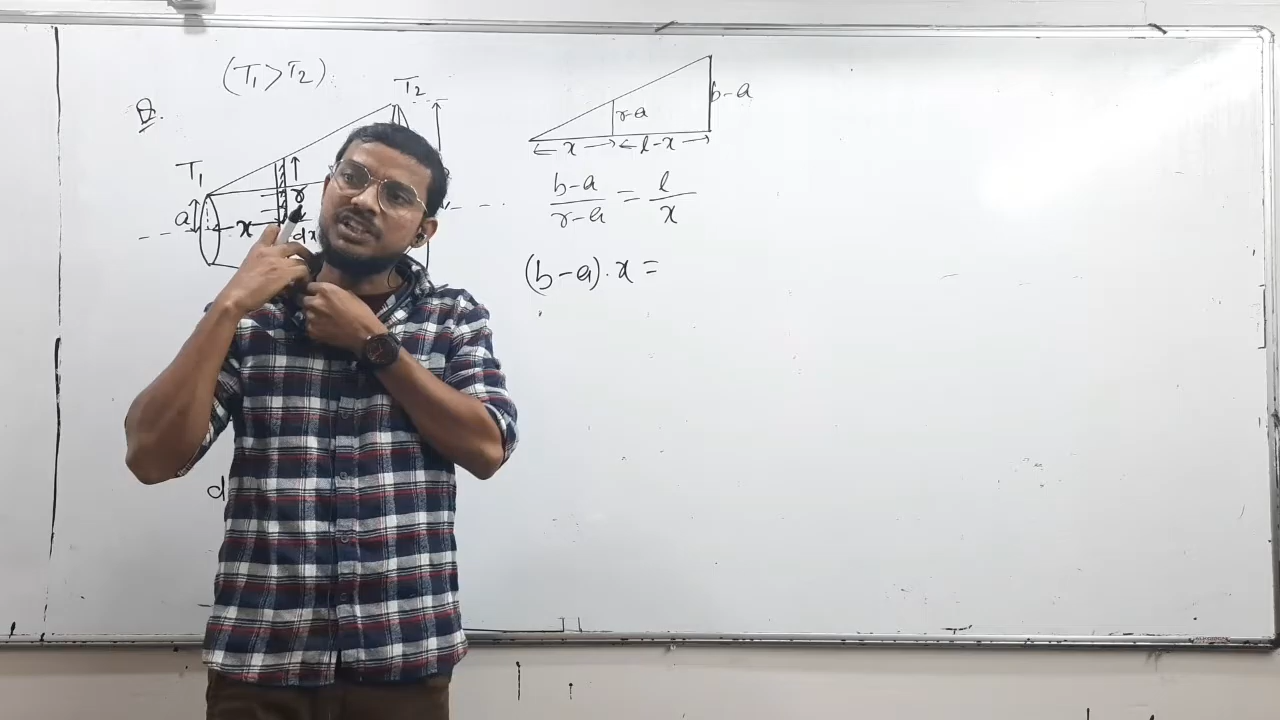 (T₁ > T₂)
Q.
T₂
T₁
a
x
r
dx
d
b-a
r-a
x
l-x
b-a / r-a = l / x
(b-a).x =